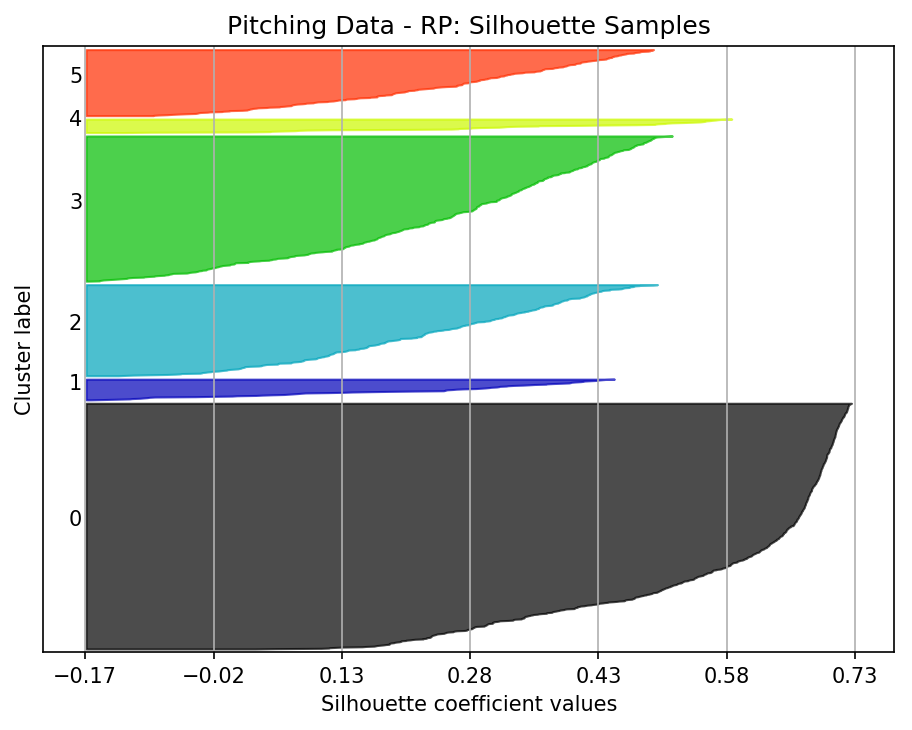 Pitching Data - RP: Silhouette Samples
5
4
3
2
1
0
Cluster label
−0.17 −0.02 0.13 0.28 0.43 0.58 0.73
Silhouette coefficient values